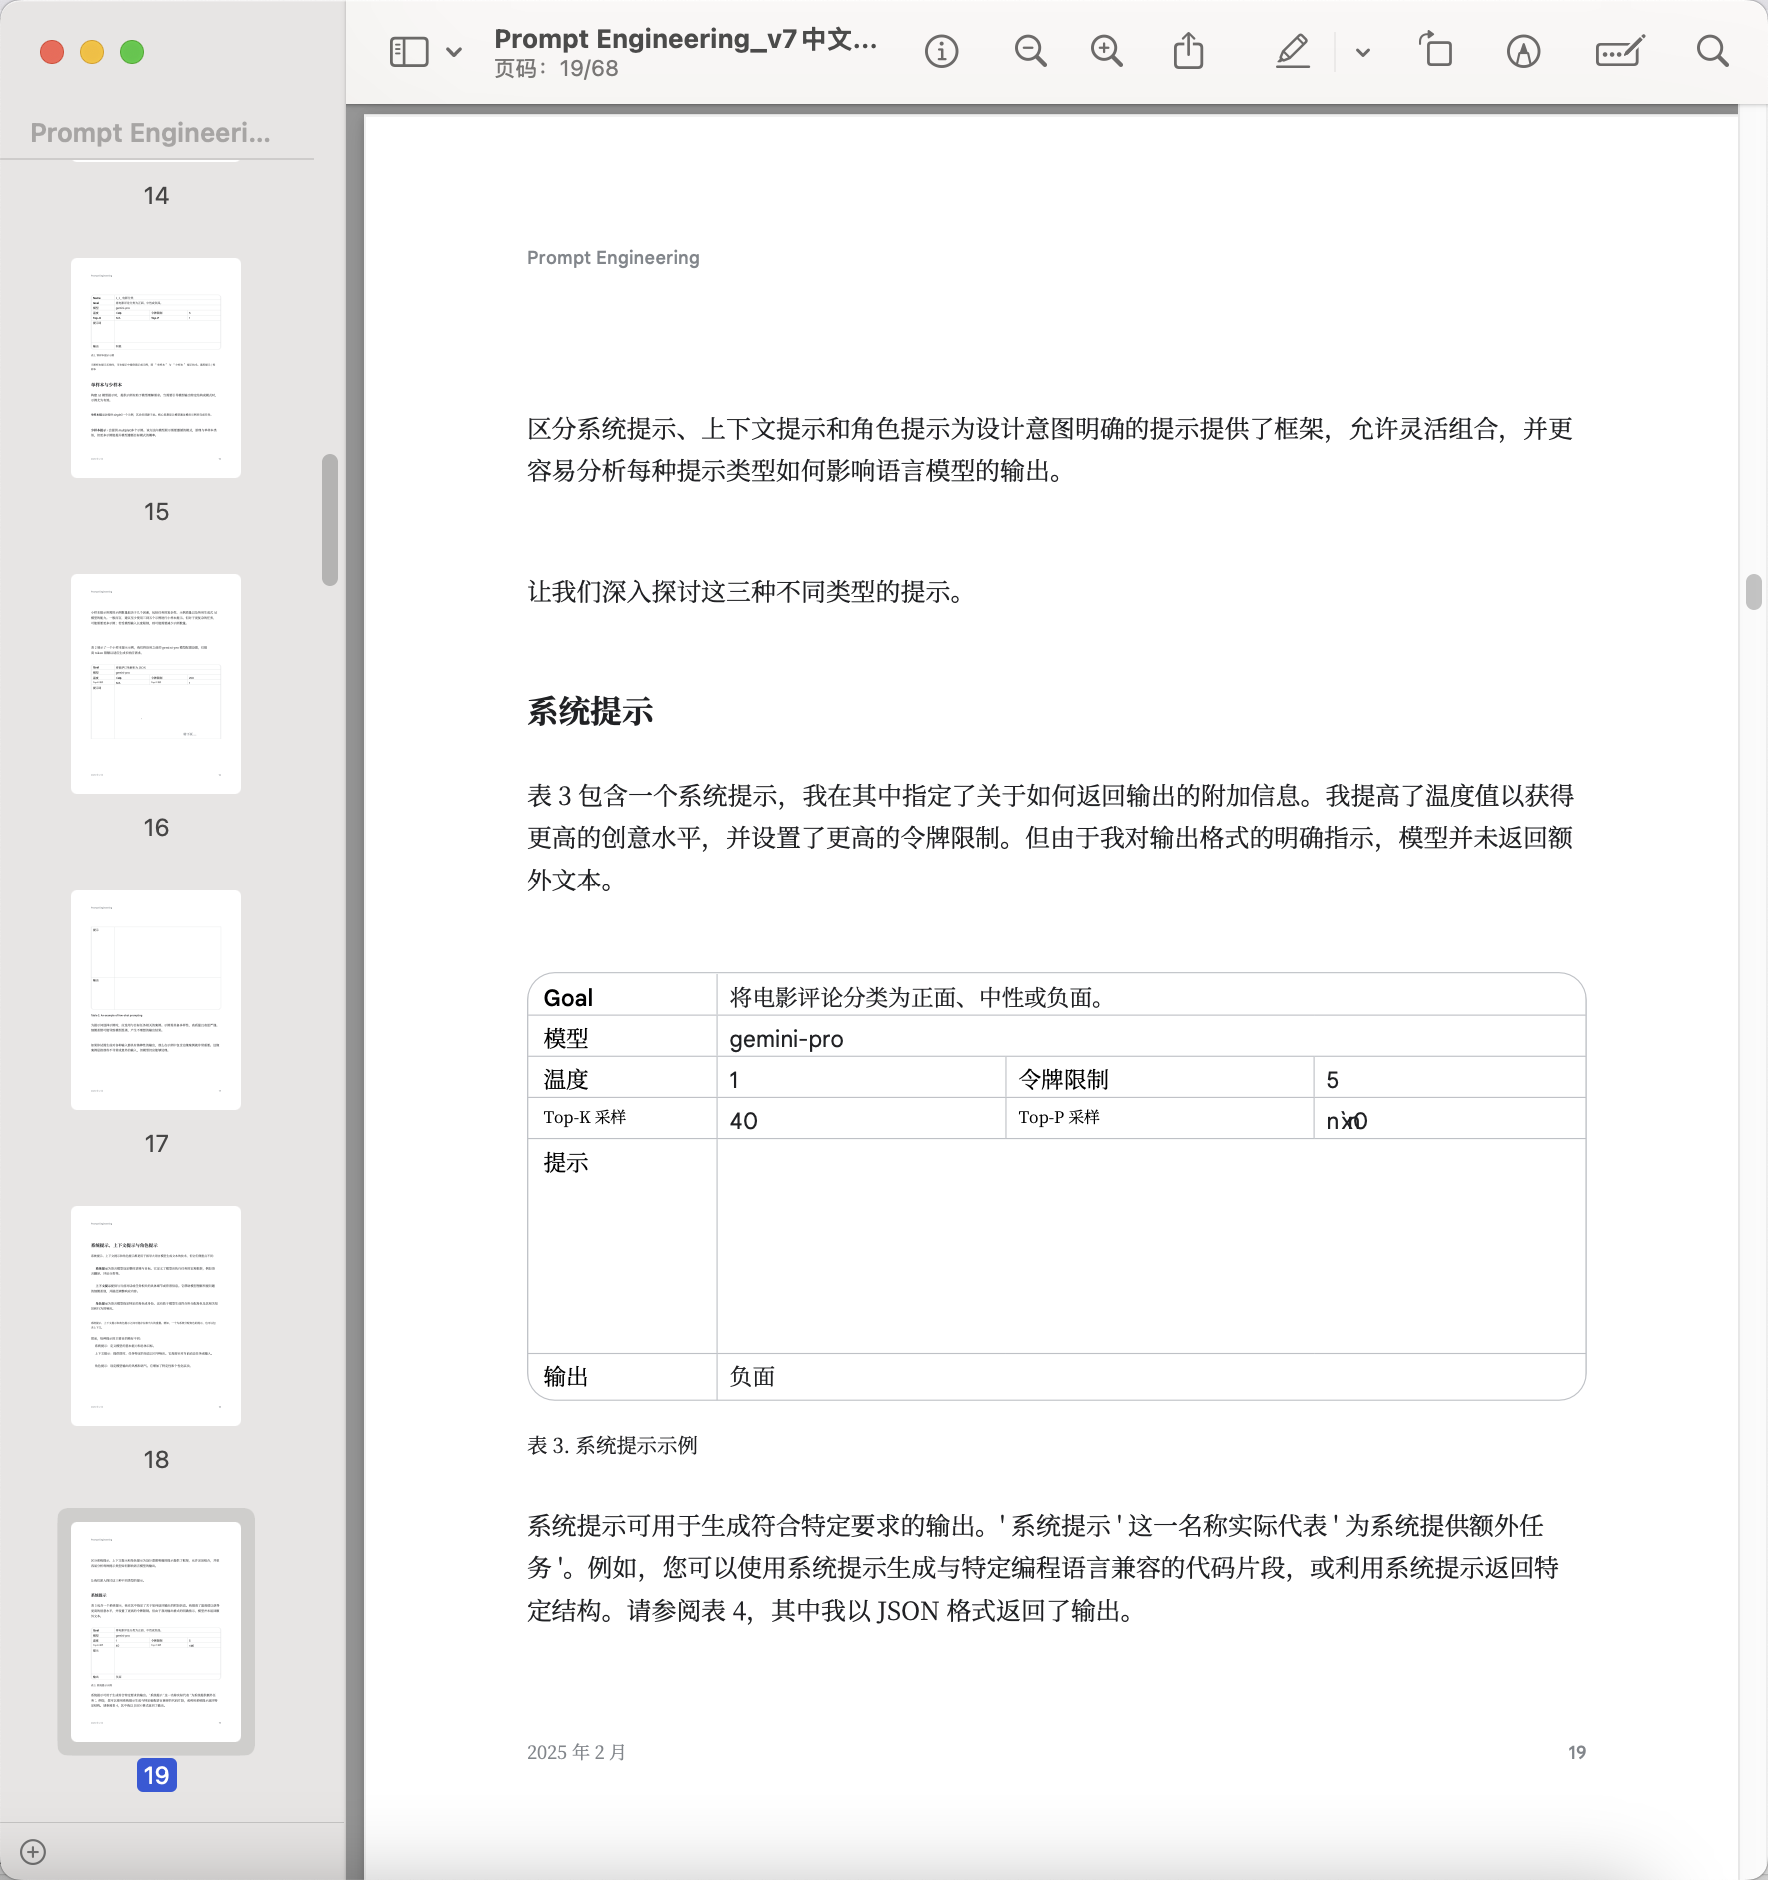 Prompt Engineering_v7中文...
页码：19/68
Prompt Engineeri...
14
15
16
17
18
19
Prompt Engineering
区分系统提示、上下文提示和角色提示为设计意图明确的提示提供了框架，允许灵活组合，并更
容易分析每种提示类型如何影响语言模型的输出。
让我们深入探讨这三种不同类型的提示。
系统提示
表 3 包含一个系统提示，我在其中指定了关于如何返回输出的附加信息。我提高了温度值以获得
更高的创意水平，并设置了更高的令牌限制。但由于我对输出格式的明确指示，模型并未返回额
外文本。
Goal 将电影评论分类为正面、中性或负面。
模型 gemini-pro
温度 1 令牌限制 5
Top-K 采样 40 Top-P 采样
提示
输出 负面
表 3. 系统提示示例
系统提示可用于生成符合特定要求的输出。' 系统提示 ' 这一名称实际代表 ' 为系统提供额外任
务 '。例如，您可以使用系统提示生成与特定编程语言兼容的代码片段，或利用系统提示返回特
定结构。请参阅表 4，其中我以 JSON 格式返回了输出。
2025 年 2 月 19